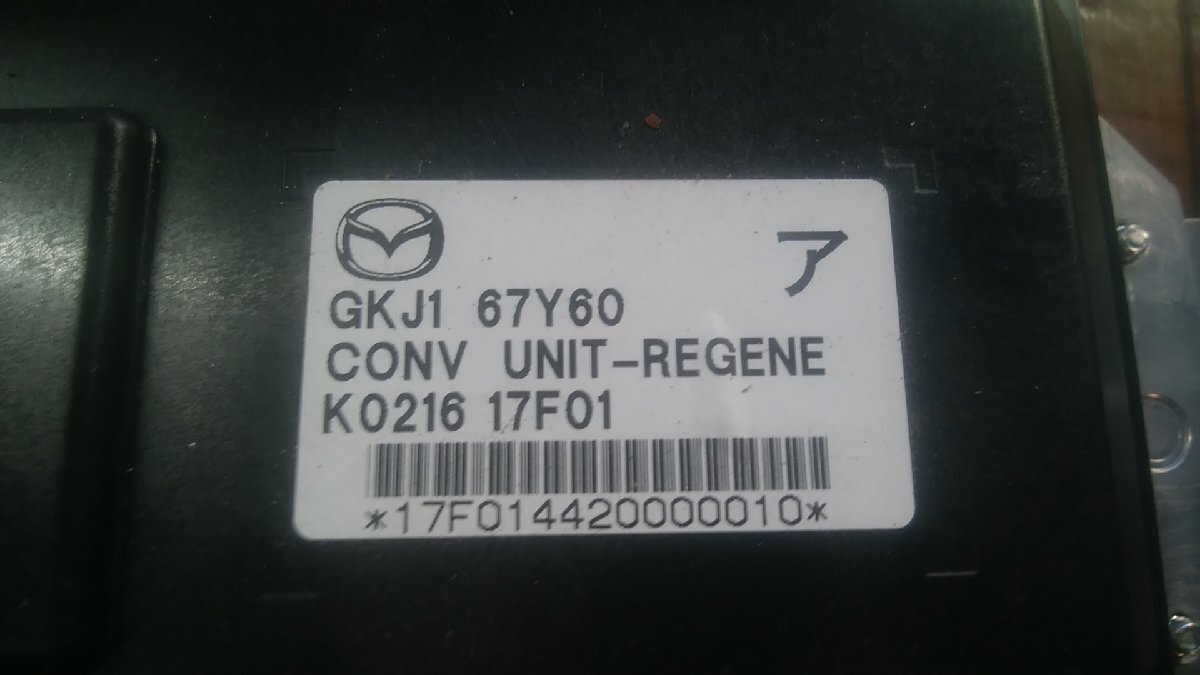 ア
GKJ1 67Y60
CONV UNIT-REGENE
K0216 17F01
*17F014420000010*